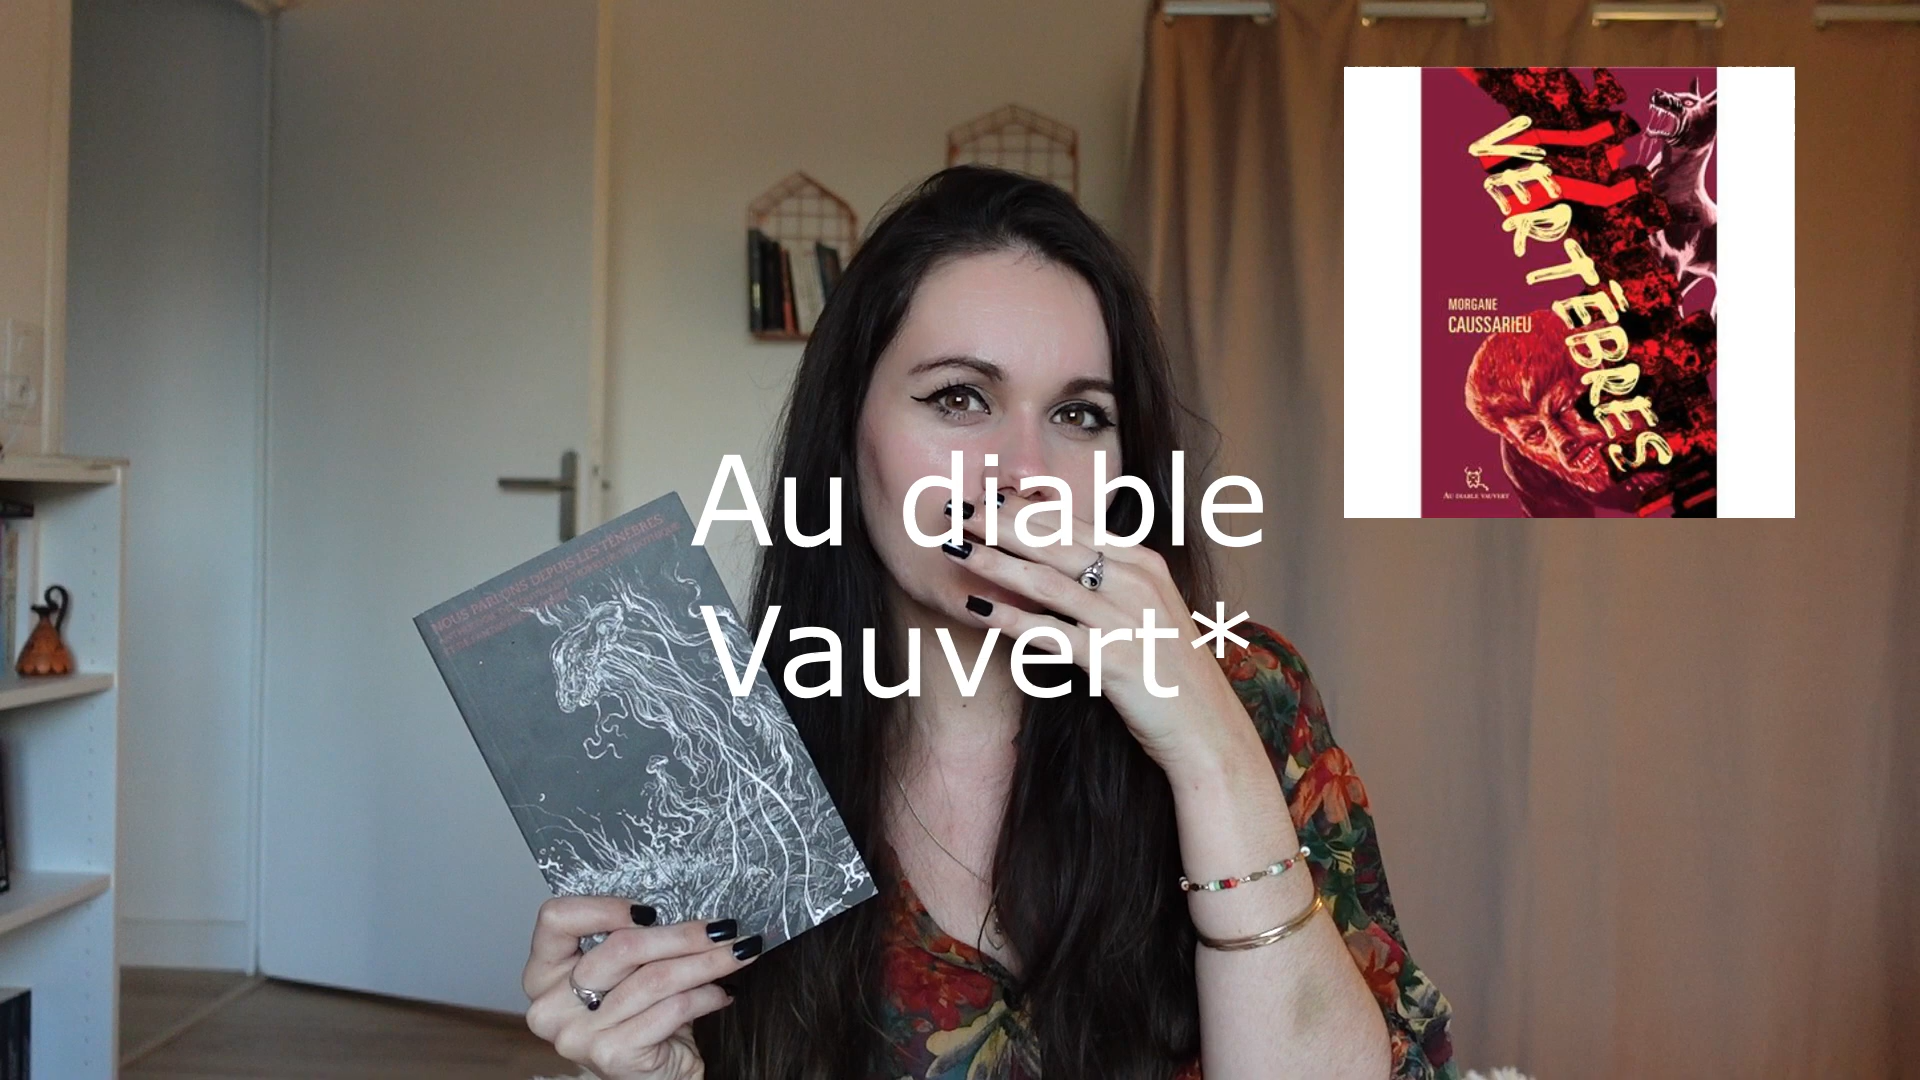 NOUS PARLONS DEPUIS LES TÉNÈBRES
Au diable
Vauvert*
VERTÈBRES
MORGANE
CAUSSARIEU
AU DIABLE VAUVERT